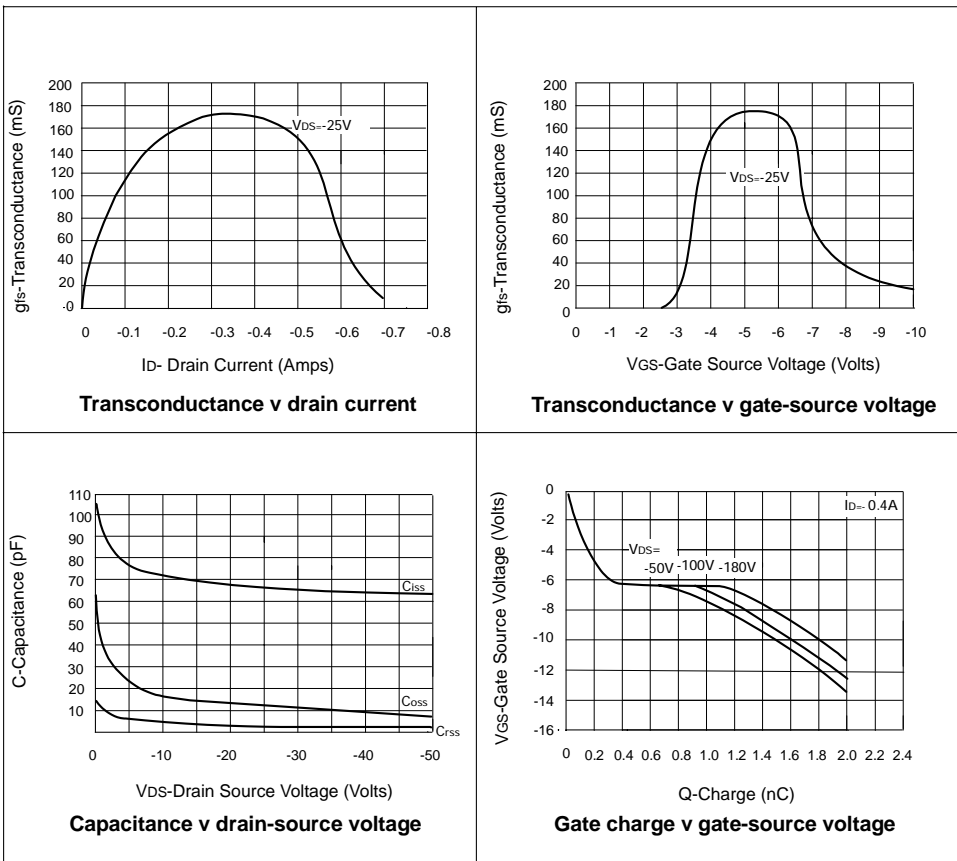 gfs-Transconductance (mS)
200
180
160
140
120
100
80
60
40
20
-0
VDS=-25V
0 -0.1 -0.2 -0.3 -0.4 -0.5 -0.6 -0.7 -0.8
ID- Drain Current (Amps)
Transconductance v drain current
gfs-Transconductance (mS)
200
180
160
140
120
100
80
60
40
20
0
VDS=-25V
0 -1 -2 -3 -4 -5 -6 -7 -8 -9 -10
VGS-Gate Source Voltage (Volts)
Transconductance v gate-source voltage
C-Capacitance (pF)
110
100
90
80
70
60
50
40
30
20
10
Ciss
Coss
Crss
0 -10 -20 -30 -40 -50
VDS-Drain Source Voltage (Volts)
Capacitance v drain-source voltage
VGS-Gate Source Voltage (Volts)
0
-2
-4
-6
-8
-10
-12
-14
-16
ID=- 0.4A
VDS=
-50V -100V -180V
0 0.2 0.4 0.6 0.8 1.0 1.2 1.4 1.6 1.8 2.0 2.2 2.4
Q-Charge (nC)
Gate charge v gate-source voltage